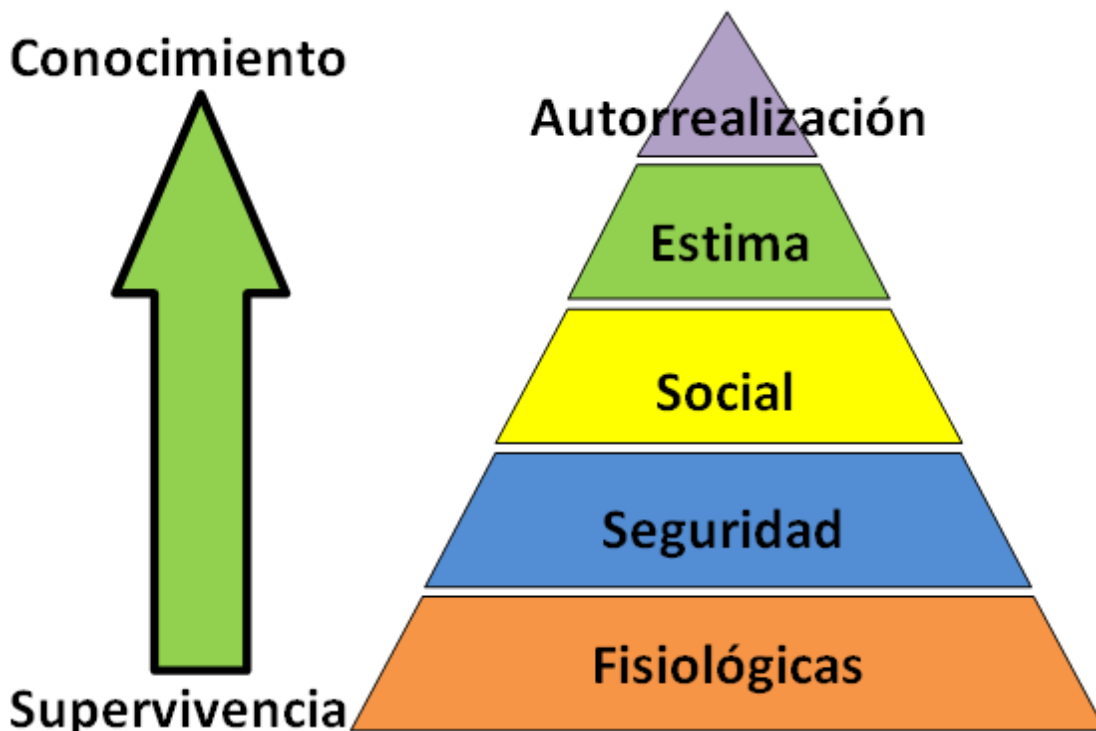 Conocimiento
Autorrealización
Estima
Social
Seguridad
Fisiológicas
Supervivencia